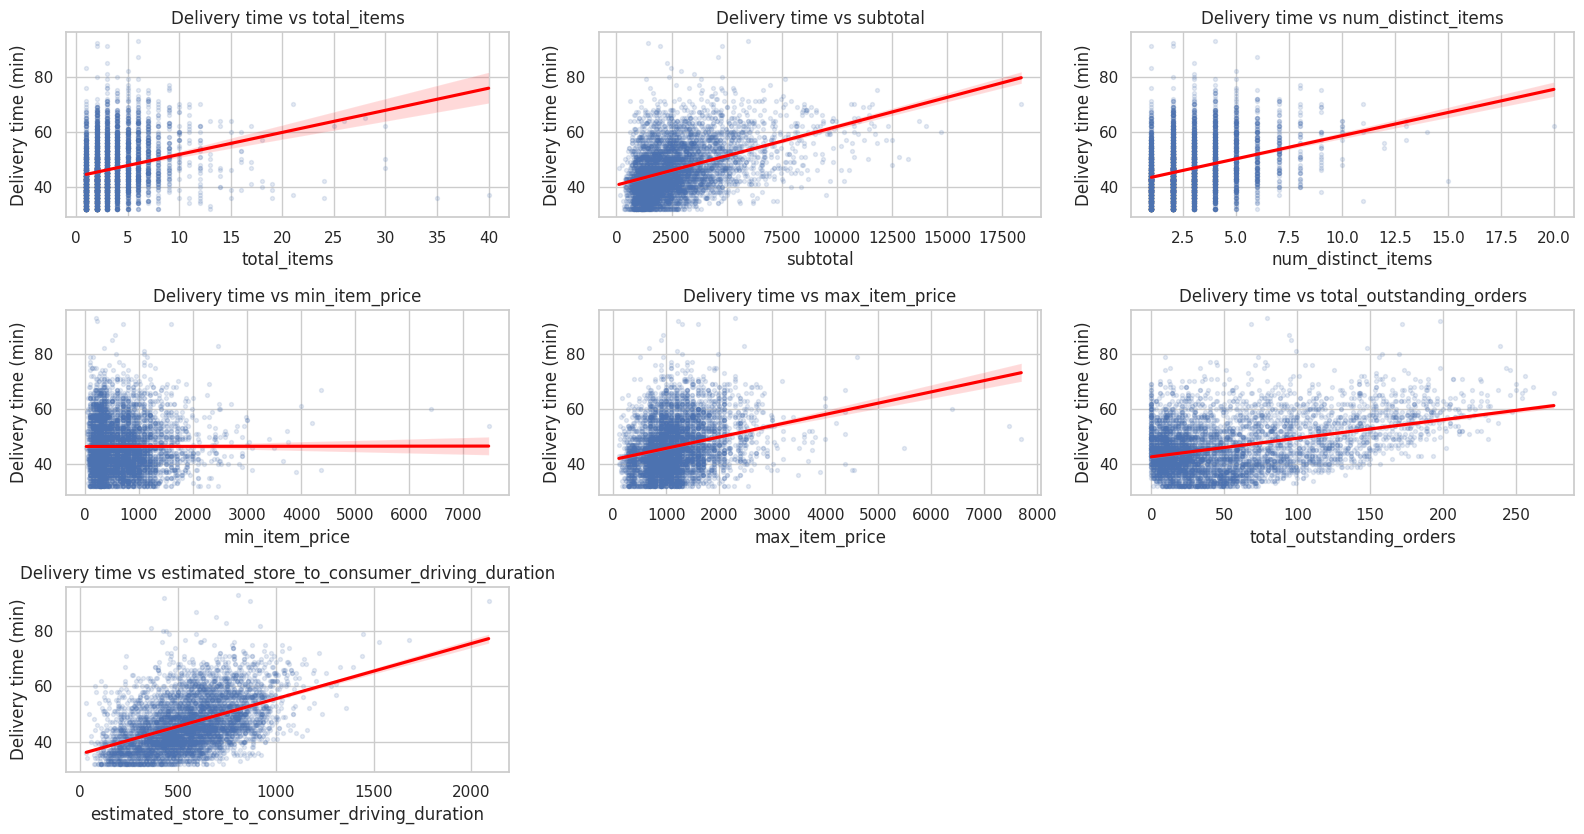 Delivery time vs total_items
Delivery time (min)
80
60
40
0 5 10 15 20 25 30 35 40
total_items
Delivery time vs subtotal
Delivery time (min)
80
60
40
0 2500 5000 7500 10000 12500 15000 17500
subtotal
Delivery time vs num_distinct_items
Delivery time (min)
80
60
40
2.5 5.0 7.5 10.0 12.5 15.0 17.5 20.0
num_distinct_items
Delivery time vs min_item_price
Delivery time (min)
80
60
40
0 1000 2000 3000 4000 5000 6000 7000
min_item_price
Delivery time vs max_item_price
Delivery time (min)
80
60
40
0 1000 2000 3000 4000 5000 6000 7000 8000
max_item_price
Delivery time vs total_outstanding_orders
Delivery time (min)
80
60
40
0 50 100 150 200 250
total_outstanding_orders
Delivery time vs estimated_store_to_consumer_driving_duration
Delivery time (min)
80
60
40
0 500 1000 1500 2000
estimated_store_to_consumer_driving_duration